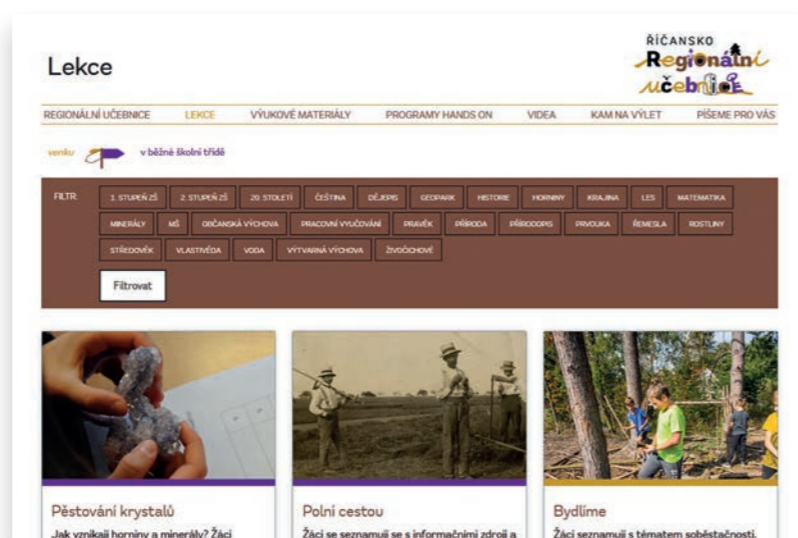 Lekce
ŘÍČANSKO
Regionální
učebnice
REGIONÁLNÍ UČEBNICE LEKCE VÝUKOVÉ MATERIÁLY PROGRAMY HANDS ON VIDEA KAM NA VÝLET PÍŠEME PRO VÁS
venku v běžné školní třídě
FILTR: 1. STUPEŇ ZŠ 2. STUPEŇ ZŠ 20. STOLETÍ ČEŠTINA DĚJEPIS GEOPARK HISTORIE HORNINY KRAJINA LES MATEMATIKA
MINERÁLY MŠ OBČANSKÁ VÝCHOVA PRACOVNÍ VYUČOVÁNÍ PRAVĚK PŘÍRODA PŘÍRODOPIS PRVOUKA ŘEMESLA ROSTLINY
STŘEDOVĚK VLASTIVĚDA VODA VÝTVARNÁ VÝCHOVA ŽIVOČICHOVÉ
Filtrovat
Pěstování krystalů Polní cestou Bydlíme
Jak vznikají horniny a minerály? Žáci Žáci se seznamují se s informačními zdroji a Žáci seznamují s tématem soběstačnosti,